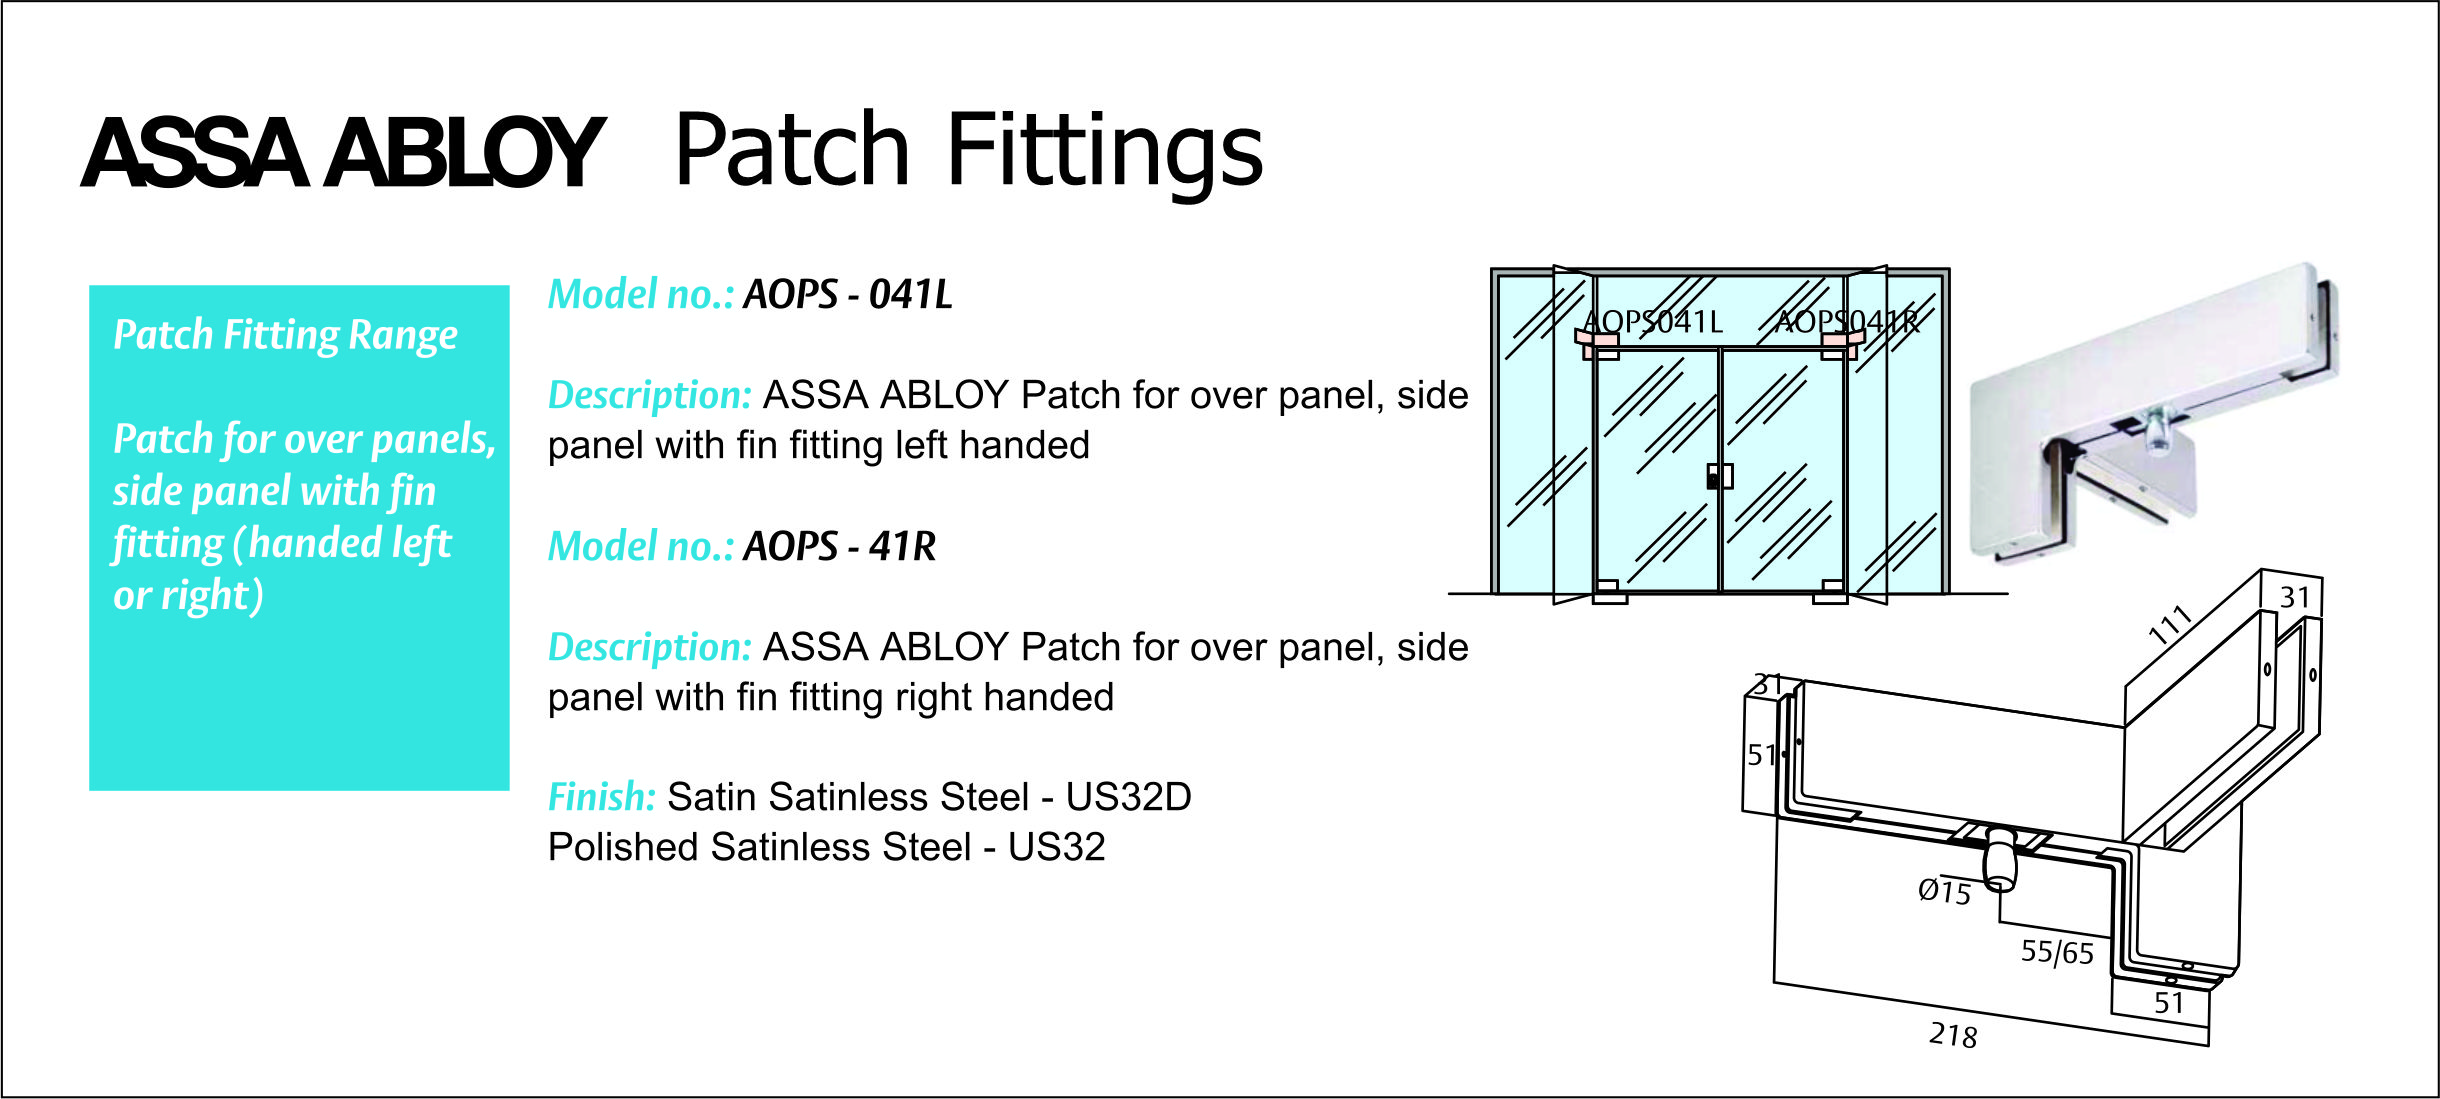 ASSA ABLOY Patch Fittings
Patch Fitting Range
Patch for over panels,
side panel with fin
fitting (handed left
or right)
Model no.: AOPS - 041L
Description: ASSA ABLOY Patch for over panel, side
panel with fin fitting left handed
Model no.: AOPS - 41R
Description: ASSA ABLOY Patch for over panel, side
panel with fin fitting right handed
Finish: Satin Satinless Steel - US32D
Polished Satinless Steel - US32
AOPS041L AOPS041R
111
31
31
51
Ø15
55/65
51
218